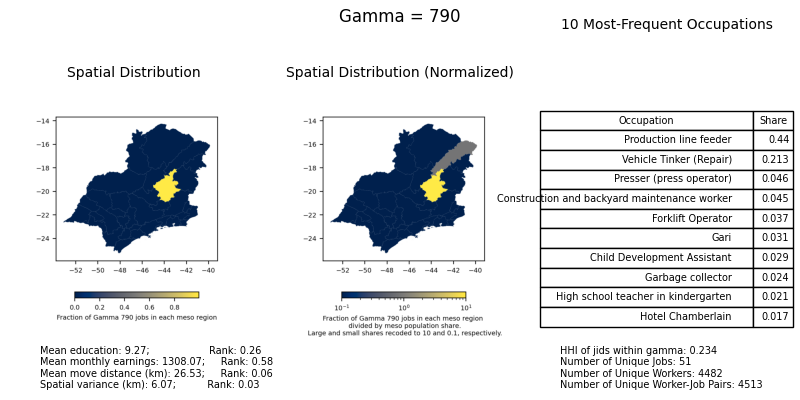 Gamma = 790
10 Most-Frequent Occupations
Spatial Distribution
Spatial Distribution (Normalized)
−14
−16
−18
−20
−22
−24
−52 −50 −48 −46 −44 −42 −40
0.0 0.2 0.4 0.6 0.8
Fraction of Gamma 790 jobs in each meso region
−14
−16
−18
−20
−22
−24
−52 −50 −48 −46 −44 −42 −40
10⁻¹ 10⁰ 10¹
Fraction of Gamma 790 jobs in each meso region
divided by meso population share.
Large and small shares recoded to 10 and 0.1, respectively.
Occupation Share
Production line feeder 0.44
Vehicle Tinker (Repair) 0.213
Presser (press operator) 0.046
Construction and backyard maintenance worker 0.045
Forklift Operator 0.037
Gari 0.031
Child Development Assistant 0.029
Garbage collector 0.024
High school teacher in kindergarten 0.021
Hotel Chamberlain 0.017
Mean education: 9.27; Rank: 0.26
Mean monthly earnings: 1308.07; Rank: 0.58
Mean move distance (km): 26.53; Rank: 0.06
Spatial variance (km): 6.07; Rank: 0.03
HHI of jids within gamma: 0.234
Number of Unique Jobs: 51
Number of Unique Workers: 4482
Number of Unique Worker-Job Pairs: 4513